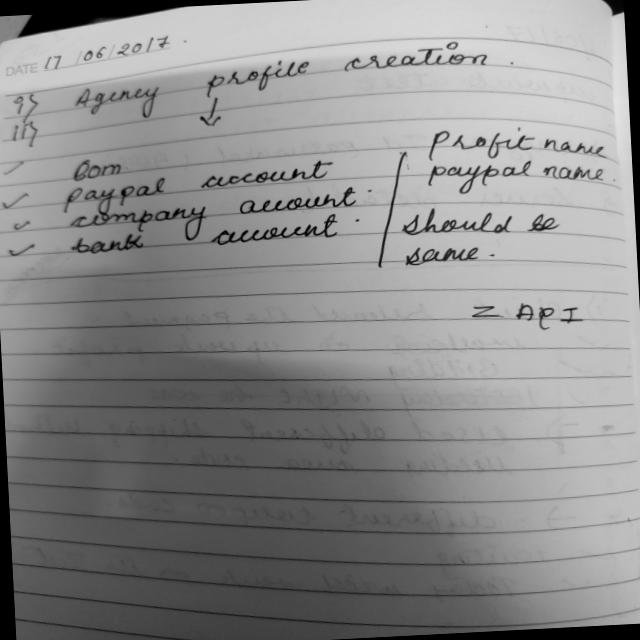 DATE 17/06/2017.
9} Agency profile creation.
11}
↓
✓ Bom
✓ paypal account
✓ company account.
✓ bank account.
Profit name
paypal name.
should be
same.
Z API